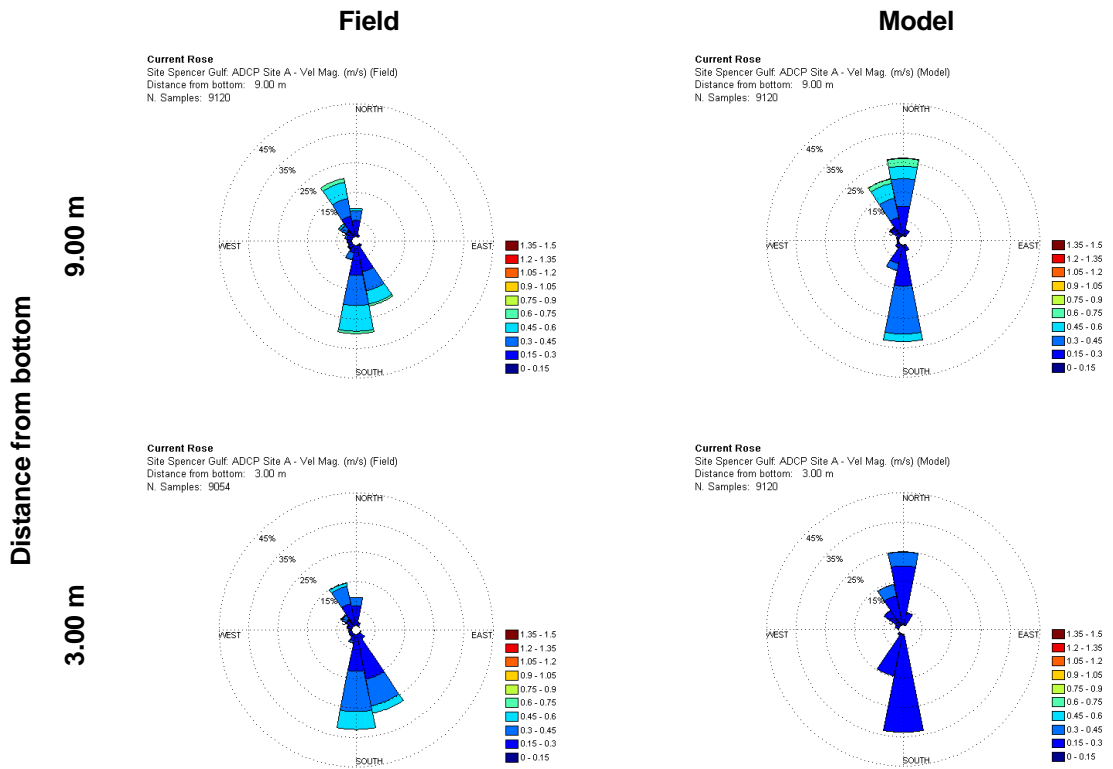 Field
Model
Distance from bottom
9.00 m
Current Rose
Site Spencer Gulf: ADCP Site A - Vel Mag. (m/s) (Field)
Distance from bottom: 9.00 m
N. Samples: 9120
NORTH
45%
35%
25%
15%
WEST
EAST
SOUTH
1.35 - 1.5
1.2 - 1.35
1.05 - 1.2
0.9 - 1.05
0.75 - 0.9
0.6 - 0.75
0.45 - 0.6
0.3 - 0.45
0.15 - 0.3
0 - 0.15
Current Rose
Site Spencer Gulf: ADCP Site A - Vel Mag. (m/s) (Model)
Distance from bottom: 9.00 m
N. Samples: 9120
NORTH
45%
35%
25%
15%
WEST
EAST
SOUTH
1.35 - 1.5
1.2 - 1.35
1.05 - 1.2
0.9 - 1.05
0.75 - 0.9
0.6 - 0.75
0.45 - 0.6
0.3 - 0.45
0.15 - 0.3
0 - 0.15
3.00 m
Current Rose
Site Spencer Gulf: ADCP Site A - Vel Mag. (m/s) (Field)
Distance from bottom: 3.00 m
N. Samples: 9054
NORTH
45%
35%
25%
15%
WEST
EAST
SOUTH
1.35 - 1.5
1.2 - 1.35
1.05 - 1.2
0.9 - 1.05
0.75 - 0.9
0.6 - 0.75
0.45 - 0.6
0.3 - 0.45
0.15 - 0.3
0 - 0.15
Current Rose
Site Spencer Gulf: ADCP Site A - Vel Mag. (m/s) (Model)
Distance from bottom: 3.00 m
N. Samples: 9120
NORTH
45%
35%
25%
15%
WEST
EAST
SOUTH
1.35 - 1.5
1.2 - 1.35
1.05 - 1.2
0.9 - 1.05
0.75 - 0.9
0.6 - 0.75
0.45 - 0.6
0.3 - 0.45
0.15 - 0.3
0 - 0.15